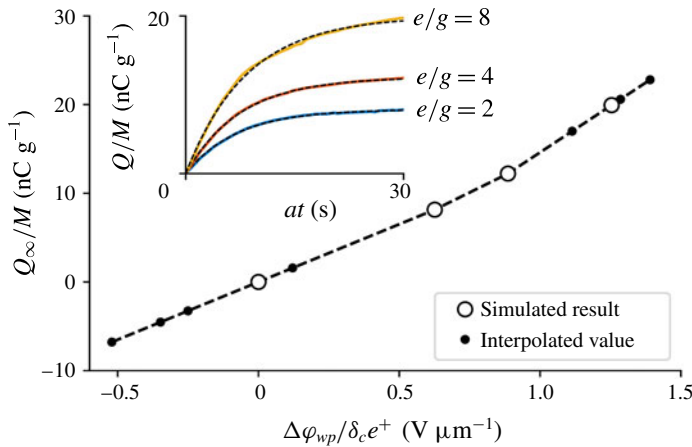 30
20
10
0
−10
−0.5
0
0.5
1.0
1.5
Q∞/M (nC g−1)
Δφwp/δce+ (V μm−1)
20
0
30
Q/M (nC g−1)
at (s)
e/g = 8
e/g = 4
e/g = 2
Simulated result
Interpolated value